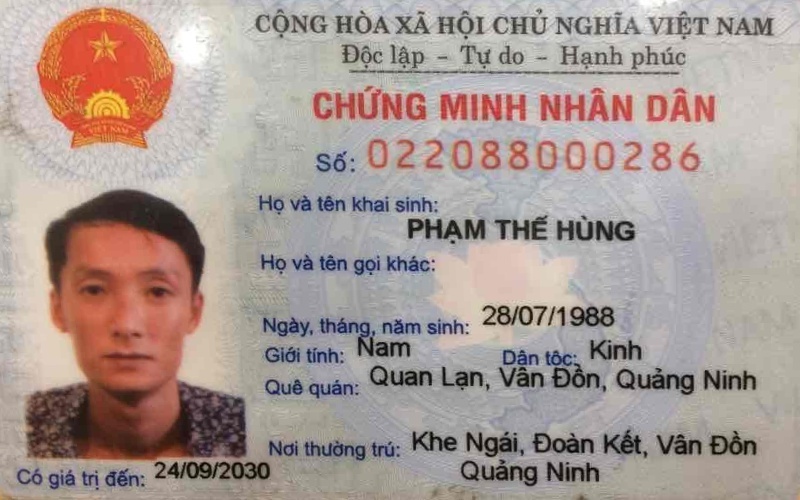 CỘNG HÒA XÃ HỘI CHỦ NGHĨA VIỆT NAM
Độc lập - Tự do - Hạnh phúc
CHỨNG MINH NHÂN DÂN
Số: 022088000286
Họ và tên khai sinh:
PHẠM THẾ HÙNG
Họ và tên gọi khác:
Ngày, tháng, năm sinh: 28/07/1988
Giới tính: Nam Dân tộc: Kinh
Quê quán: Quan Lạn, Vân Đồn, Quảng Ninh
Nơi thường trú: Khe Ngái, Đoàn Kết, Vân Đồn
Quảng Ninh
Có giá trị đến: 24/09/2030
VIỆT NAM